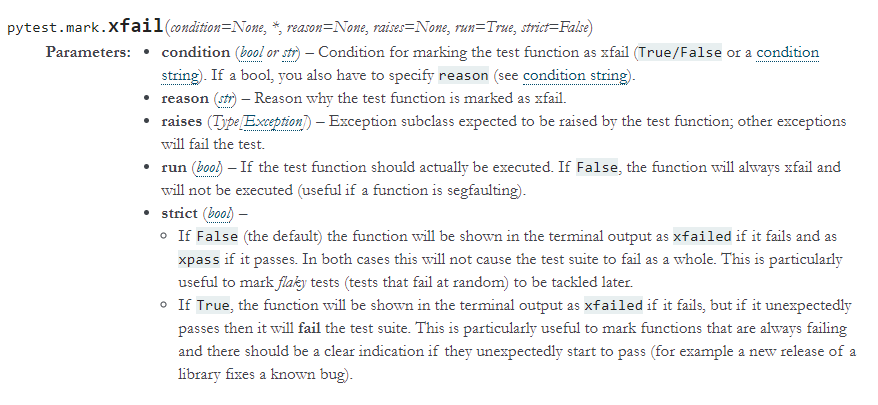 pytest.mark.xfail(condition=None, *, reason=None, raises=None, run=True, strict=False)
Parameters: • condition (bool or str) – Condition for marking the test function as xfail (True/False or a condition
string). If a bool, you also have to specify reason (see condition string).
• reason (str) – Reason why the test function is marked as xfail.
• raises (Type[Exception]) – Exception subclass expected to be raised by the test function; other exceptions
will fail the test.
• run (bool) – If the test function should actually be executed. If False, the function will always xfail and
will not be executed (useful if a function is segfaulting).
• strict (bool) –
◦ If False (the default) the function will be shown in the terminal output as xfailed if it fails and as
xpass if it passes. In both cases this will not cause the test suite to fail as a whole. This is particularly
useful to mark flaky tests (tests that fail at random) to be tackled later.
◦ If True, the function will be shown in the terminal output as xfailed if it fails, but if it unexpectedly
passes then it will fail the test suite. This is particularly useful to mark functions that are always failing
and there should be a clear indication if they unexpectedly start to pass (for example a new release of a
library fixes a known bug).